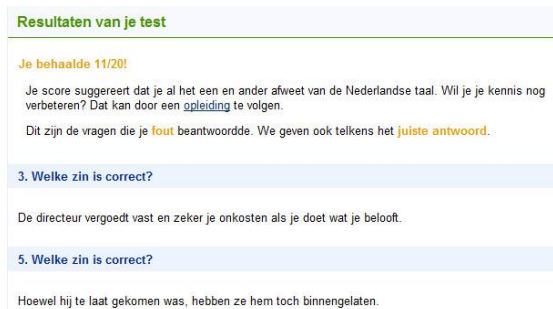 Resultaten van je test
Je behaalde 11/20!
Je score suggereert dat je al het een en ander afweet van de Nederlandse taal. Wil je je kennis nog
verbeteren? Dat kan door een opleiding te volgen.
Dit zijn de vragen die je fout beantwoordde. We geven ook telkens het juiste antwoord.
3. Welke zin is correct?
De directeur vergoedt vast en zeker je onkosten als je doet wat je belooft.
5. Welke zin is correct?
Hoewel hij te laat gekomen was, hebben ze hem toch binnengelaten.